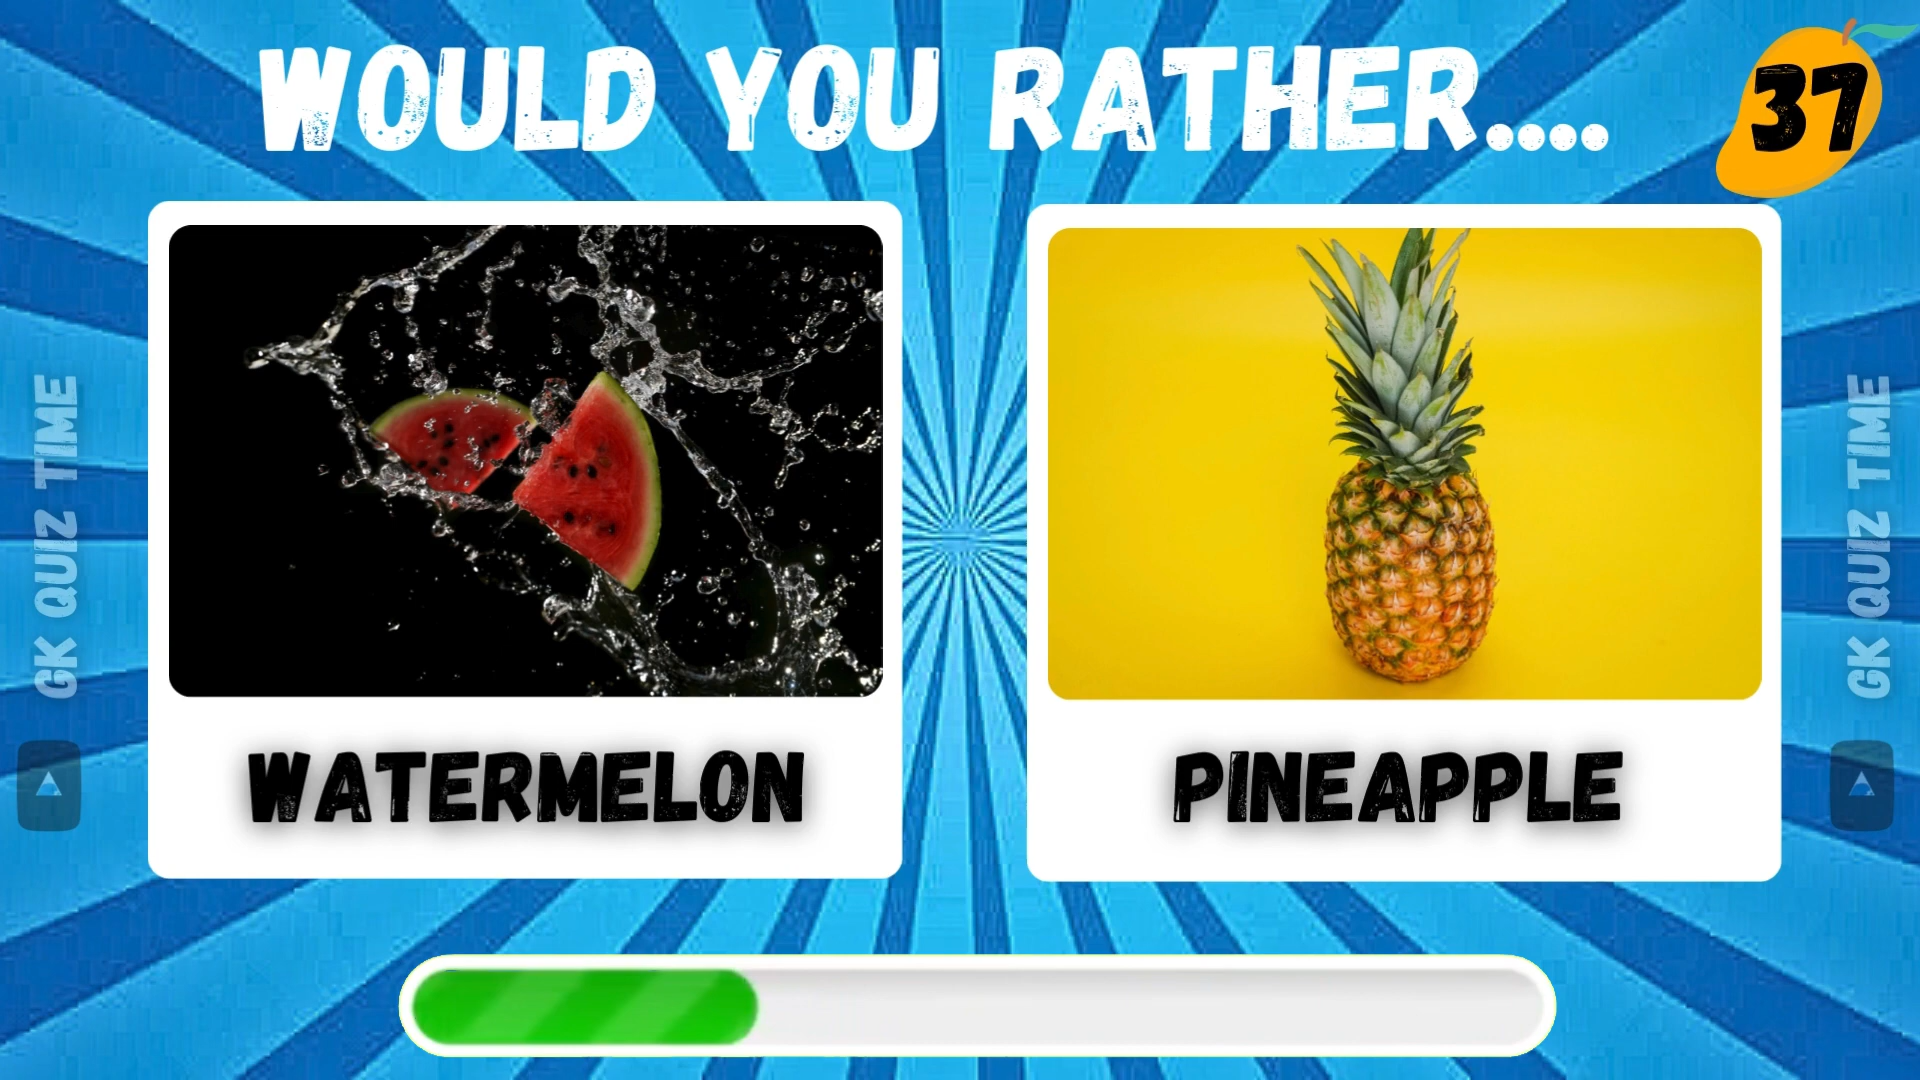 WOULD YOU RATHER....
37
WATERMELON
PINEAPPLE
GK QUIZ TIME
GK QUIZ TIME